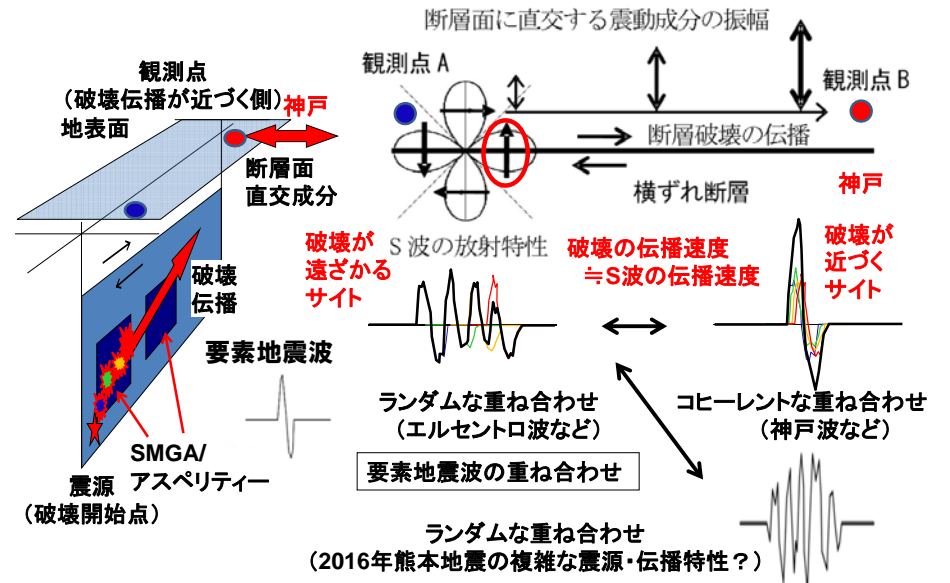 断層面に直交する震動成分の振幅
観測点
(破壊伝播が近づく側)
地表面
神戸
断層面
直交成分
破壊
伝播
要素地震波
SMGA/
アスペリティー
震源
(破壊開始点)
観測点 A
観測点 B
断層破壊の伝播
横ずれ断層
神戸
S 波の放射特性
破壊が
遠ざかる
サイト
破壊の伝播速度
≒S波の伝播速度
破壊が
近づく
サイト
ランダムな重ね合わせ
(エルセントロ波など)
コヒーレントな重ね合わせ
(神戸波など)
要素地震波の重ね合わせ
ランダムな重ね合わせ
(2016年熊本地震の複雑な震源・伝播特性？)